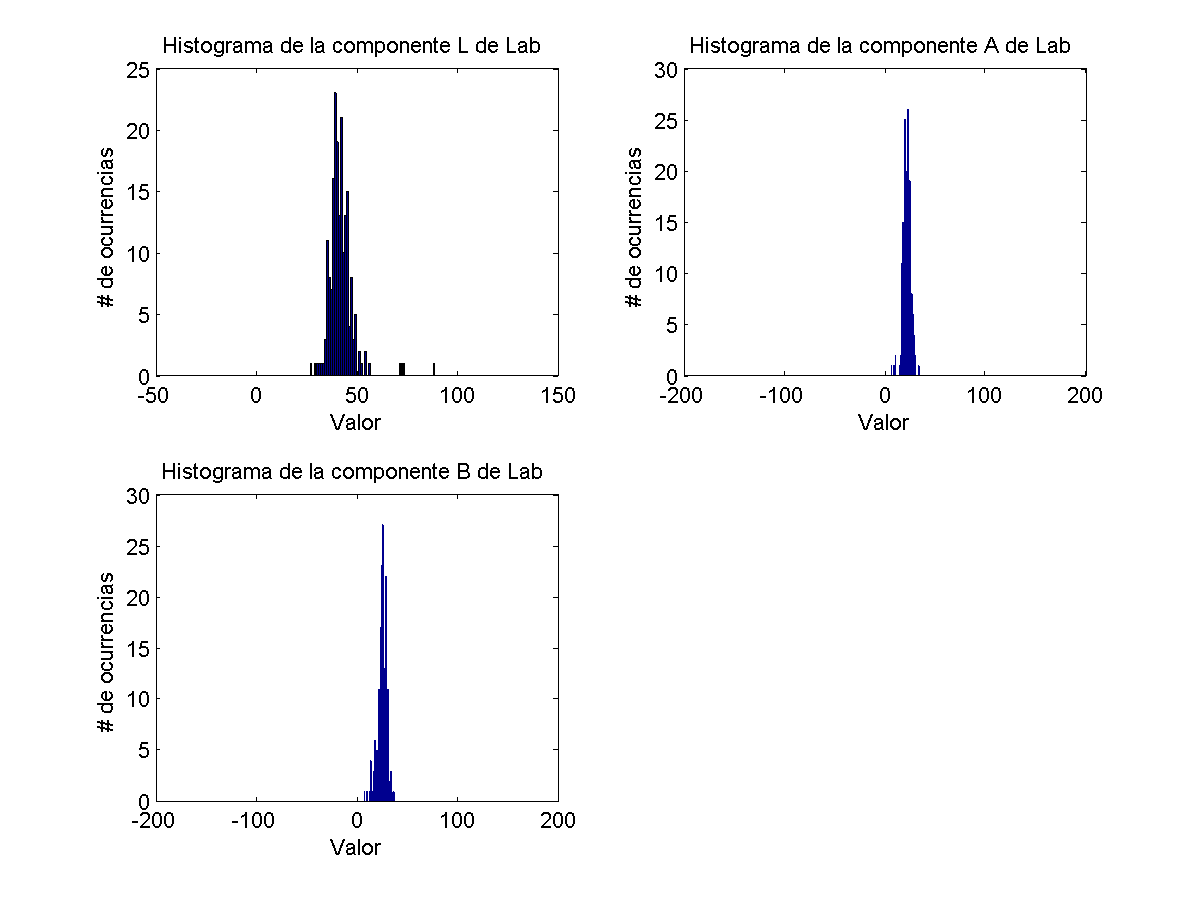 Histograma de la componente L de Lab
25
20
15
10
5
0
-50 0 50 100 150
# de ocurrencias
Valor
Histograma de la componente A de Lab
30
25
20
15
10
5
0
-200 -100 0 100 200
# de ocurrencias
Valor
Histograma de la componente B de Lab
30
25
20
15
10
5
0
-200 -100 0 100 200
# de ocurrencias
Valor